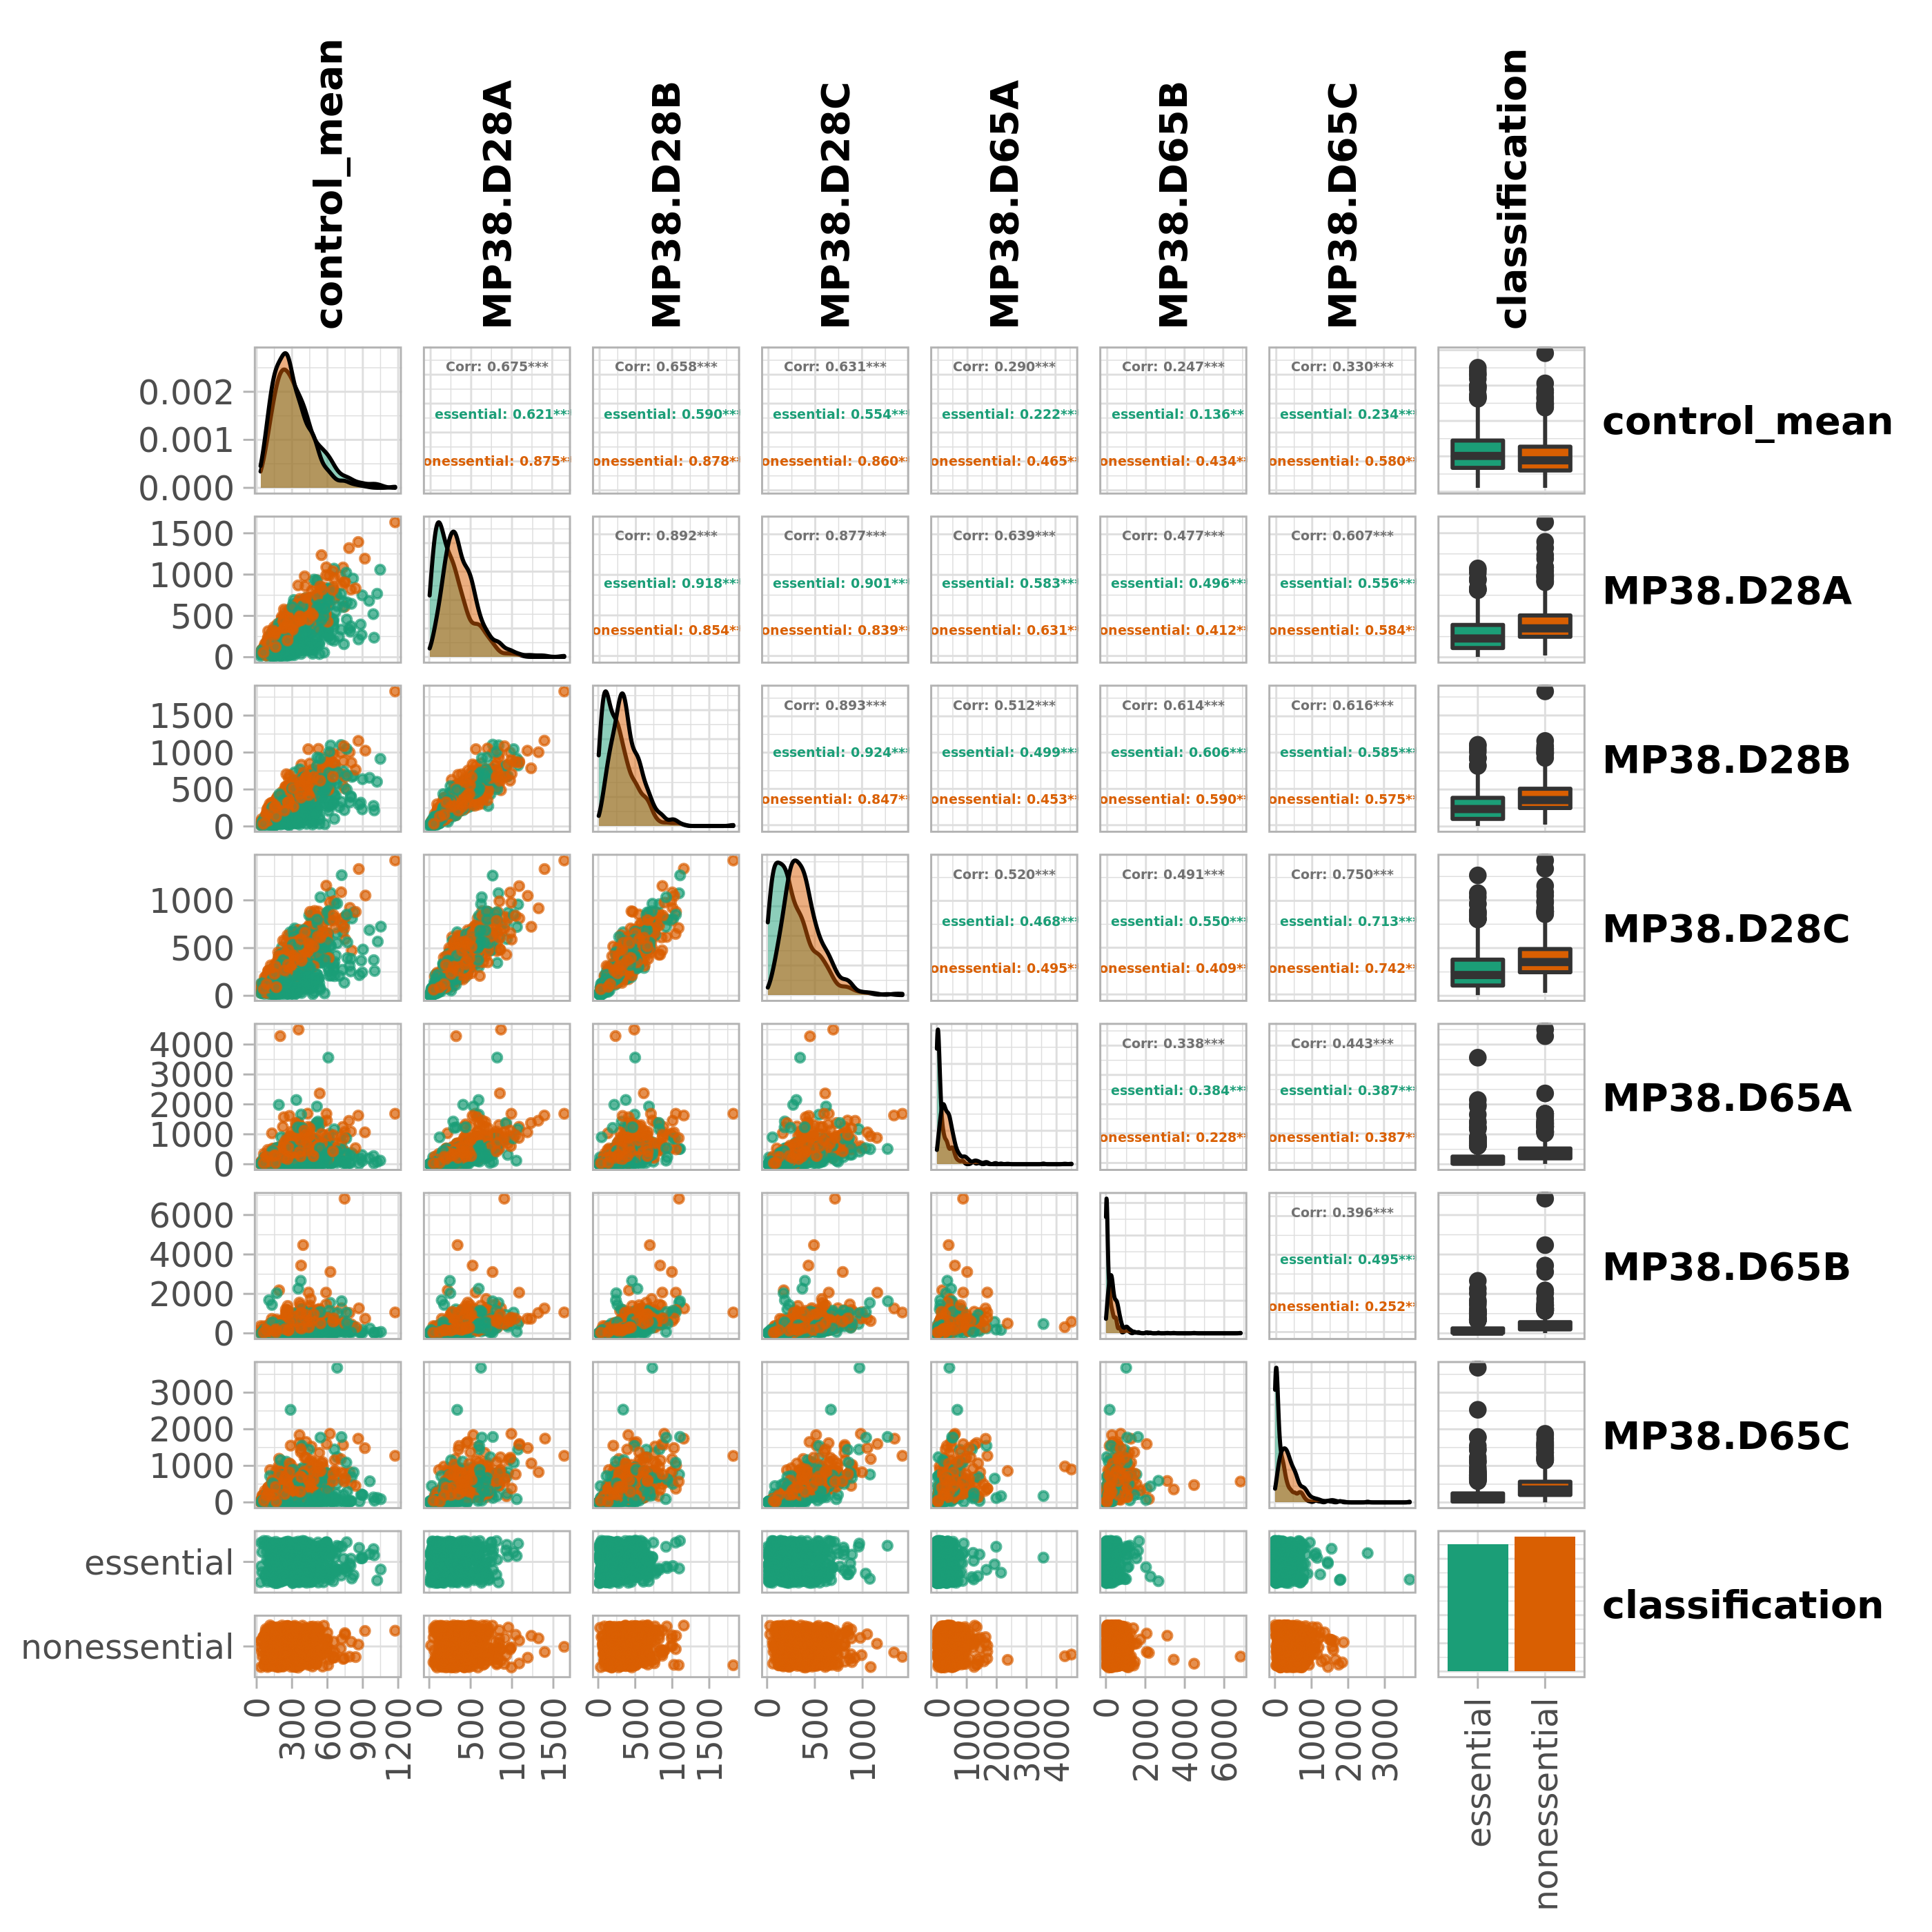 control_mean
MP38.D28A
MP38.D28B
MP38.D28C
MP38.D65A
MP38.D65B
MP38.D65C
classification
Corr: 0.675***
Corr: 0.658***
Corr: 0.631***
Corr: 0.290***
Corr: 0.247***
Corr: 0.330***
essential: 0.621***
essential: 0.590***
essential: 0.554***
essential: 0.222***
essential: 0.136**
essential: 0.234***
onessential: 0.875**
onessential: 0.878**
onessential: 0.860**
onessential: 0.465**
onessential: 0.434**
onessential: 0.580**
0.002
0.001
0.000
control_mean
Corr: 0.892***
Corr: 0.877***
Corr: 0.639***
Corr: 0.477***
Corr: 0.607***
essential: 0.918***
essential: 0.901***
essential: 0.583***
essential: 0.496***
essential: 0.556***
onessential: 0.854**
onessential: 0.839**
onessential: 0.631**
onessential: 0.412**
onessential: 0.584**
1500
1000
500
0
MP38.D28A
Corr: 0.893***
Corr: 0.512***
Corr: 0.614***
Corr: 0.616***
essential: 0.924***
essential: 0.499***
essential: 0.606***
essential: 0.585***
onessential: 0.847**
onessential: 0.453**
onessential: 0.590**
onessential: 0.575**
1500
1000
500
0
MP38.D28B
Corr: 0.520***
Corr: 0.491***
Corr: 0.750***
essential: 0.468***
essential: 0.550***
essential: 0.713***
onessential: 0.495**
onessential: 0.409**
onessential: 0.742**
1000
500
0
MP38.D28C
Corr: 0.338***
Corr: 0.443***
essential: 0.384***
essential: 0.387***
onessential: 0.228**
onessential: 0.387**
4000
3000
2000
1000
0
MP38.D65A
Corr: 0.396***
essential: 0.495***
onessential: 0.252**
6000
4000
2000
0
MP38.D65B
3000
2000
1000
0
MP38.D65C
essential
nonessential
classification
0
300
600
900
1200
0
500
1000
1500
0
500
1000
1500
0
500
1000
0
1000
2000
3000
4000
0
2000
4000
6000
0
1000
2000
3000
essential
nonessential